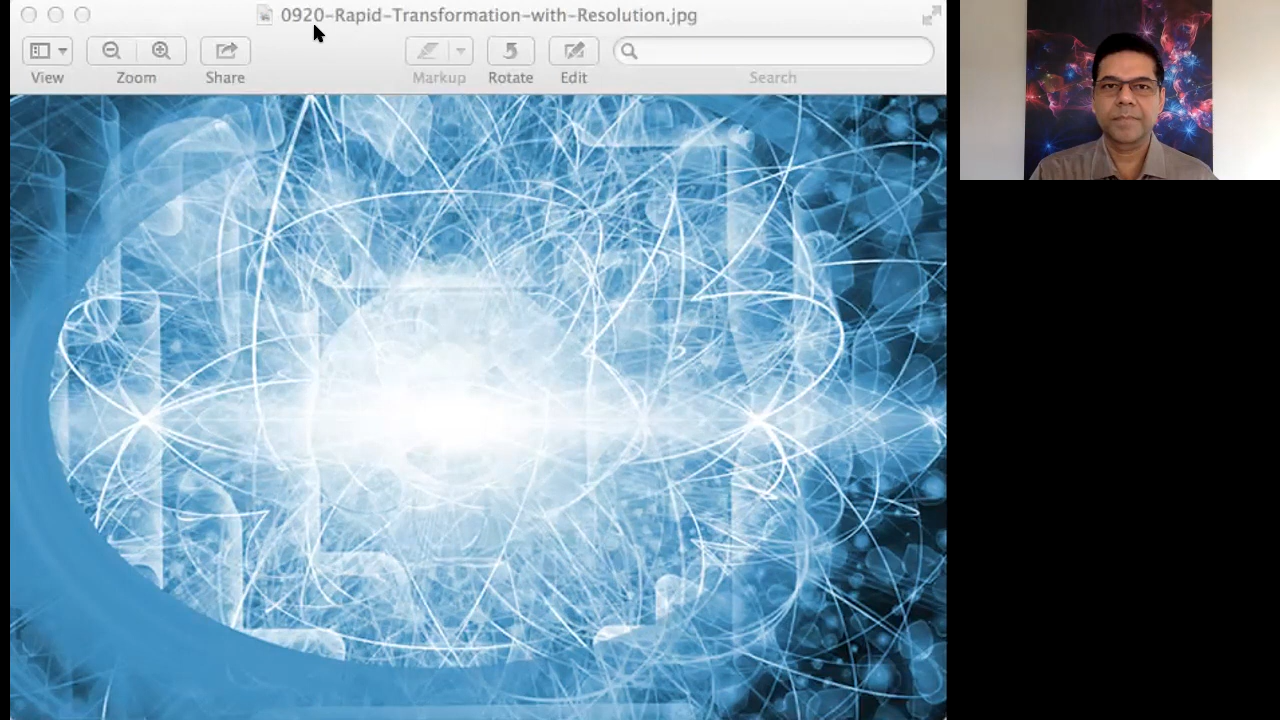 0920-Rapid-Transformation-with-Resolution.jpg
View Zoom Share Markup Rotate Edit Search